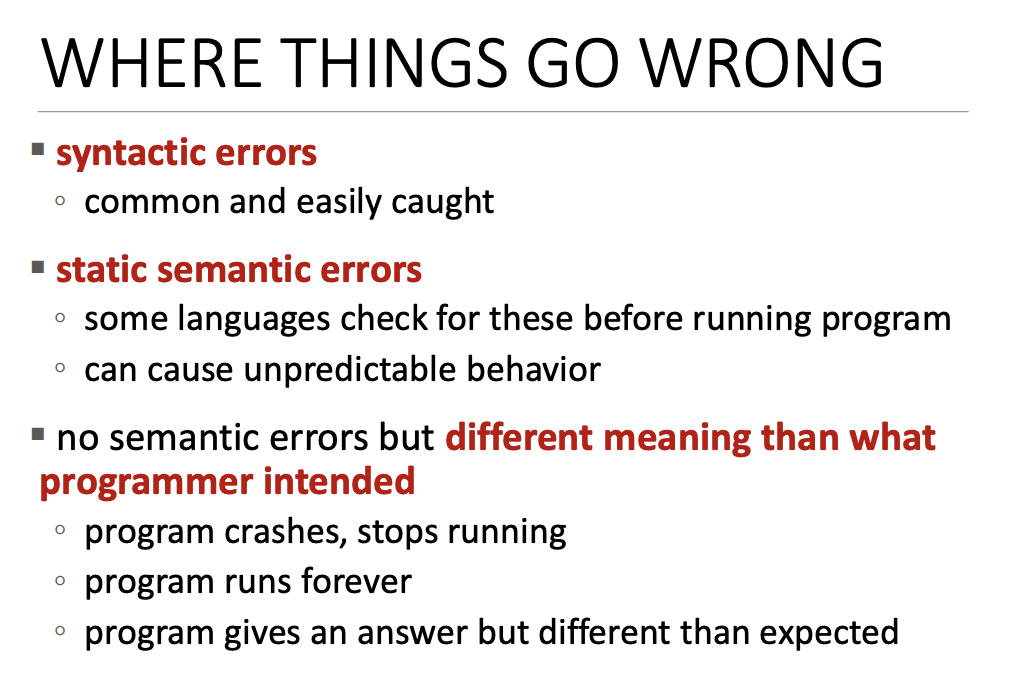 WHERE THINGS GO WRONG
▪ syntactic errors
◦ common and easily caught
▪ static semantic errors
◦ some languages check for these before running program
◦ can cause unpredictable behavior
▪ no semantic errors but different meaning than what
programmer intended
◦ program crashes, stops running
◦ program runs forever
◦ program gives an answer but different than expected